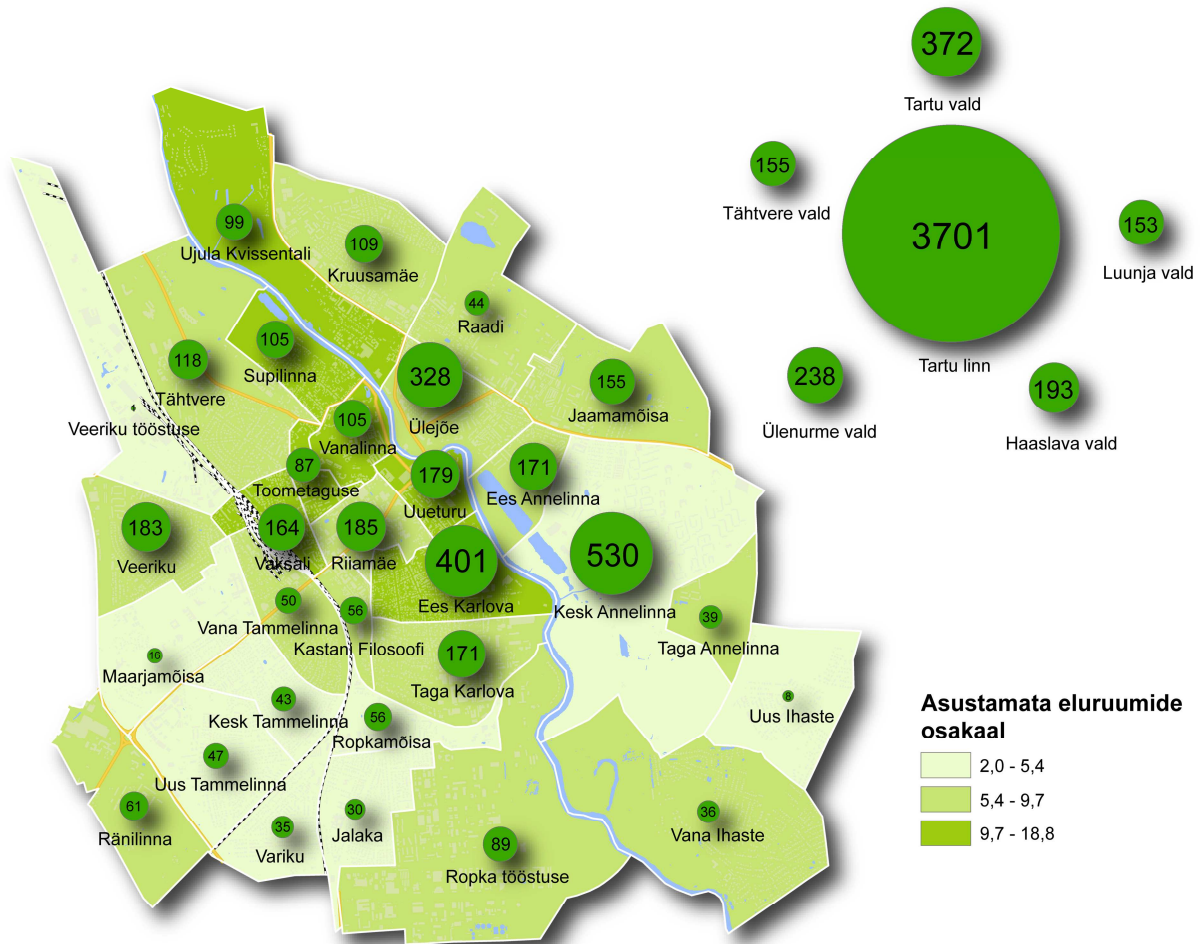 372
Tartu vald
155
Tähtvere vald
3701
Tartu linn
153
Luunja vald
238
Ülenurme vald
193
Haaslava vald
99
Ujula Kvissentali
109
Kruusamäe
44
Raadi
105
Supilinna
118
Tähtvere
328
Ülejõe
155
Jaamamõisa
Veeriku tööstuse
105
Vanalinna
87
Toometaguse
179
Uueturu
171
Ees Annelinna
183
Veeriku
164
Vaksali
185
Riiamäe
401
Ees Karlova
530
Kesk Annelinna
50
Vana Tammelinna
56
Kastani Filosoofi
39
Taga Annelinna
10
Maarjamõisa
171
Taga Karlova
43
Kesk Tammelinna
56
Ropkamõisa
8
Uus Ihaste
47
Uus Tammelinna
61
Ränilinna
35
Variku
30
Jalaka
89
Ropka tööstuse
36
Vana Ihaste
Asustamata eluruumide
osakaal
2,0 - 5,4
5,4 - 9,7
9,7 - 18,8